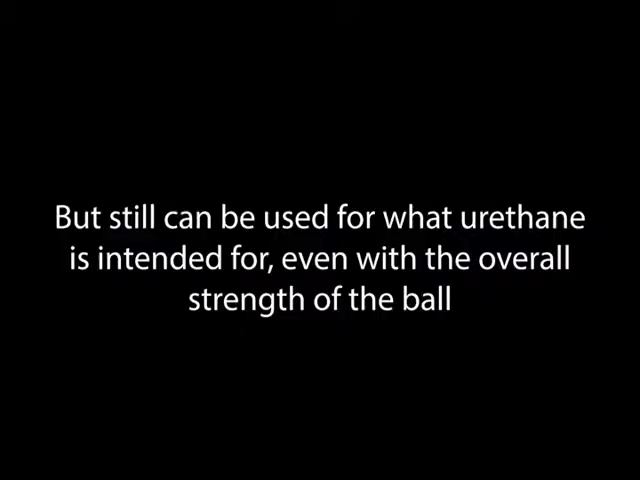 But still can be used for what urethane
is intended for, even with the overall
strength of the ball